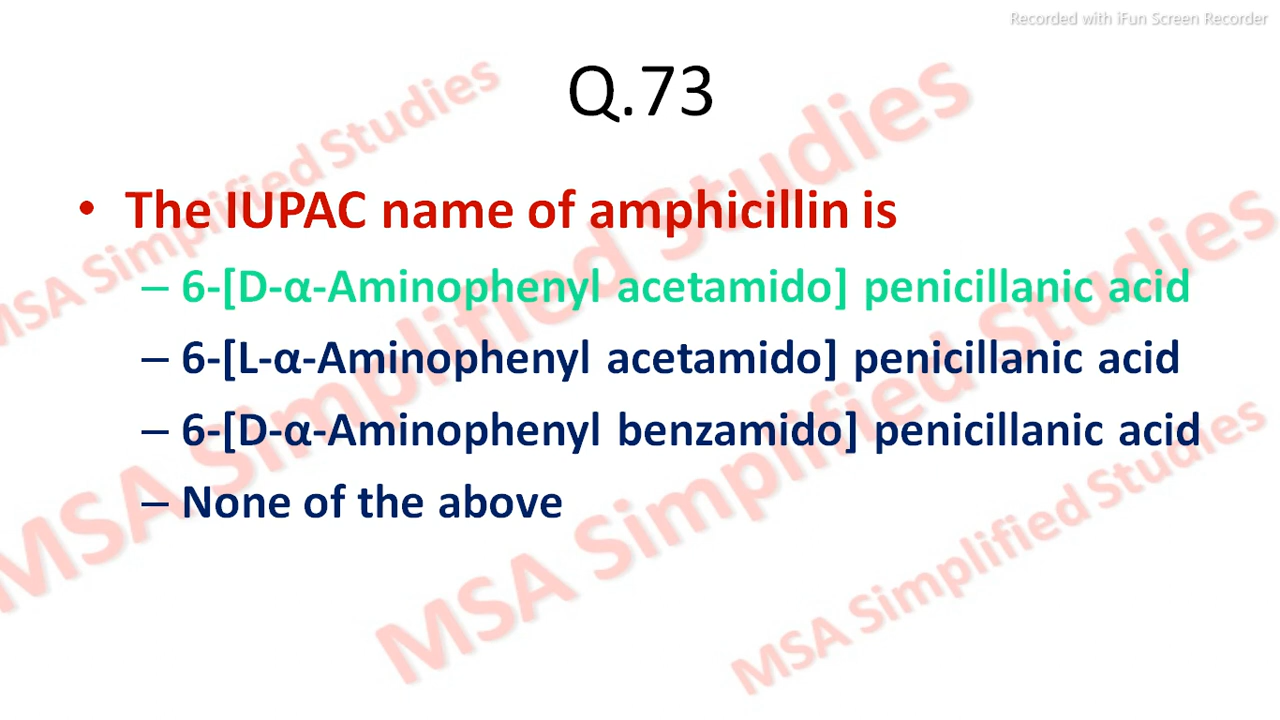 Recorded with iFun Screen Recorder
Q.73
• The IUPAC name of amphicillin is
– 6-[D-α-Aminophenyl acetamido] penicillanic acid
– 6-[L-α-Aminophenyl acetamido] penicillanic acid
– 6-[D-α-Aminophenyl benzamido] penicillanic acid
– None of the above
MSA Simplified Studies
MSA Simplified Studies
MSA Simplified Studies
MSA Simplified Studies